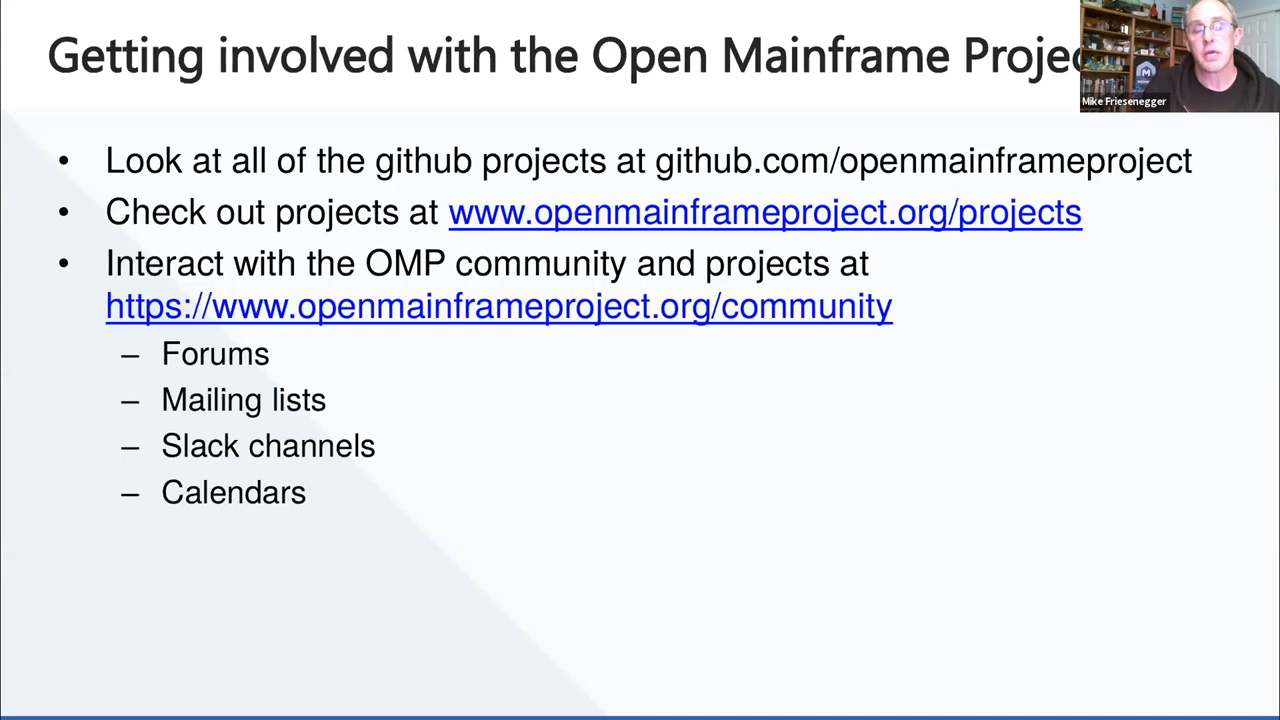 Getting involved with the Open Mainframe Projec
Mike Friesenegger
• Look at all of the github projects at github.com/openmainframeproject
• Check out projects at www.openmainframeproject.org/projects
• Interact with the OMP community and projects at
https://www.openmainframeproject.org/community
– Forums
– Mailing lists
– Slack channels
– Calendars